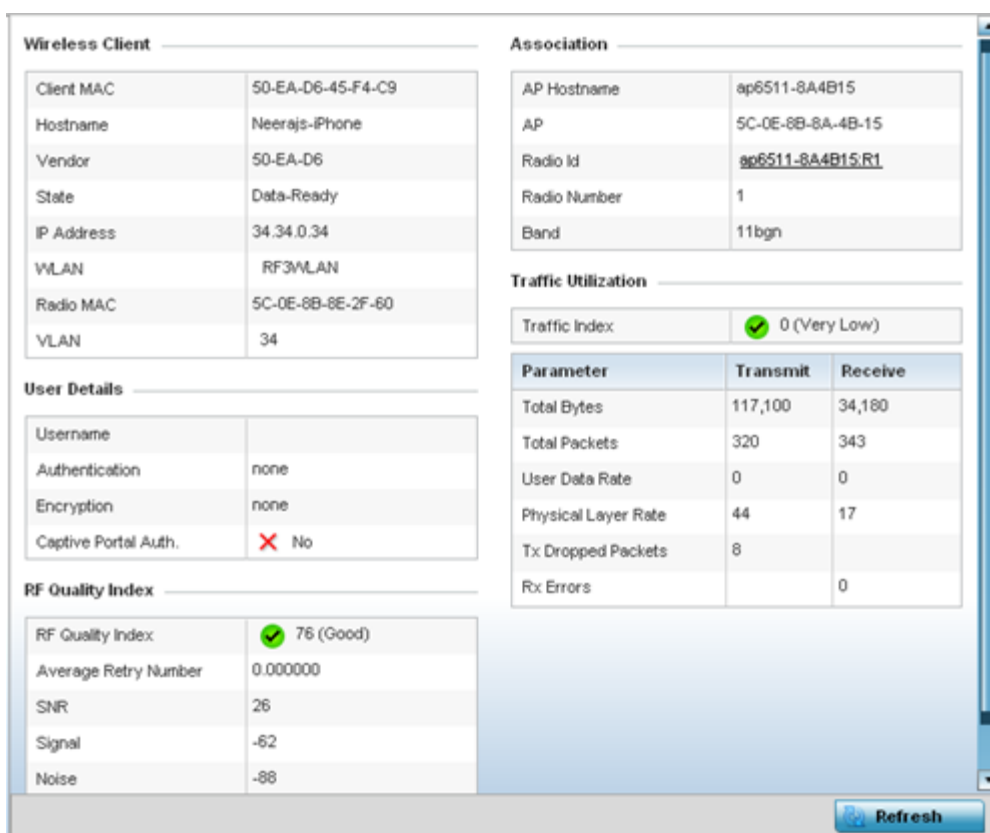 Wireless Client
Client MAC 50-EA-D6-45-F4-C9
Hostname Neerajs-iPhone
Vendor 50-EA-D6
State Data-Ready
IP Address 34.34.0.34
WLAN RF3WLAN
Radio MAC 5C-0E-8B-8E-2F-60
VLAN 34
User Details
Username
Authentication none
Encryption none
Captive Portal Auth. No
RF Quality Index
RF Quality Index 76 (Good)
Average Retry Number 0.000000
SNR 26
Signal -62
Noise -88
Association
AP Hostname ap6511-8A4B15
AP 5C-0E-8B-8A-4B-15
Radio Id ap6511-8A4B15:R1
Radio Number 1
Band 11bgn
Traffic Utilization
Traffic Index 0 (Very Low)
Parameter Transmit Receive
Total Bytes 117,100 34,180
Total Packets 320 343
User Data Rate 0 0
Physical Layer Rate 44 17
Tx Dropped Packets 8
Rx Errors 0
Refresh